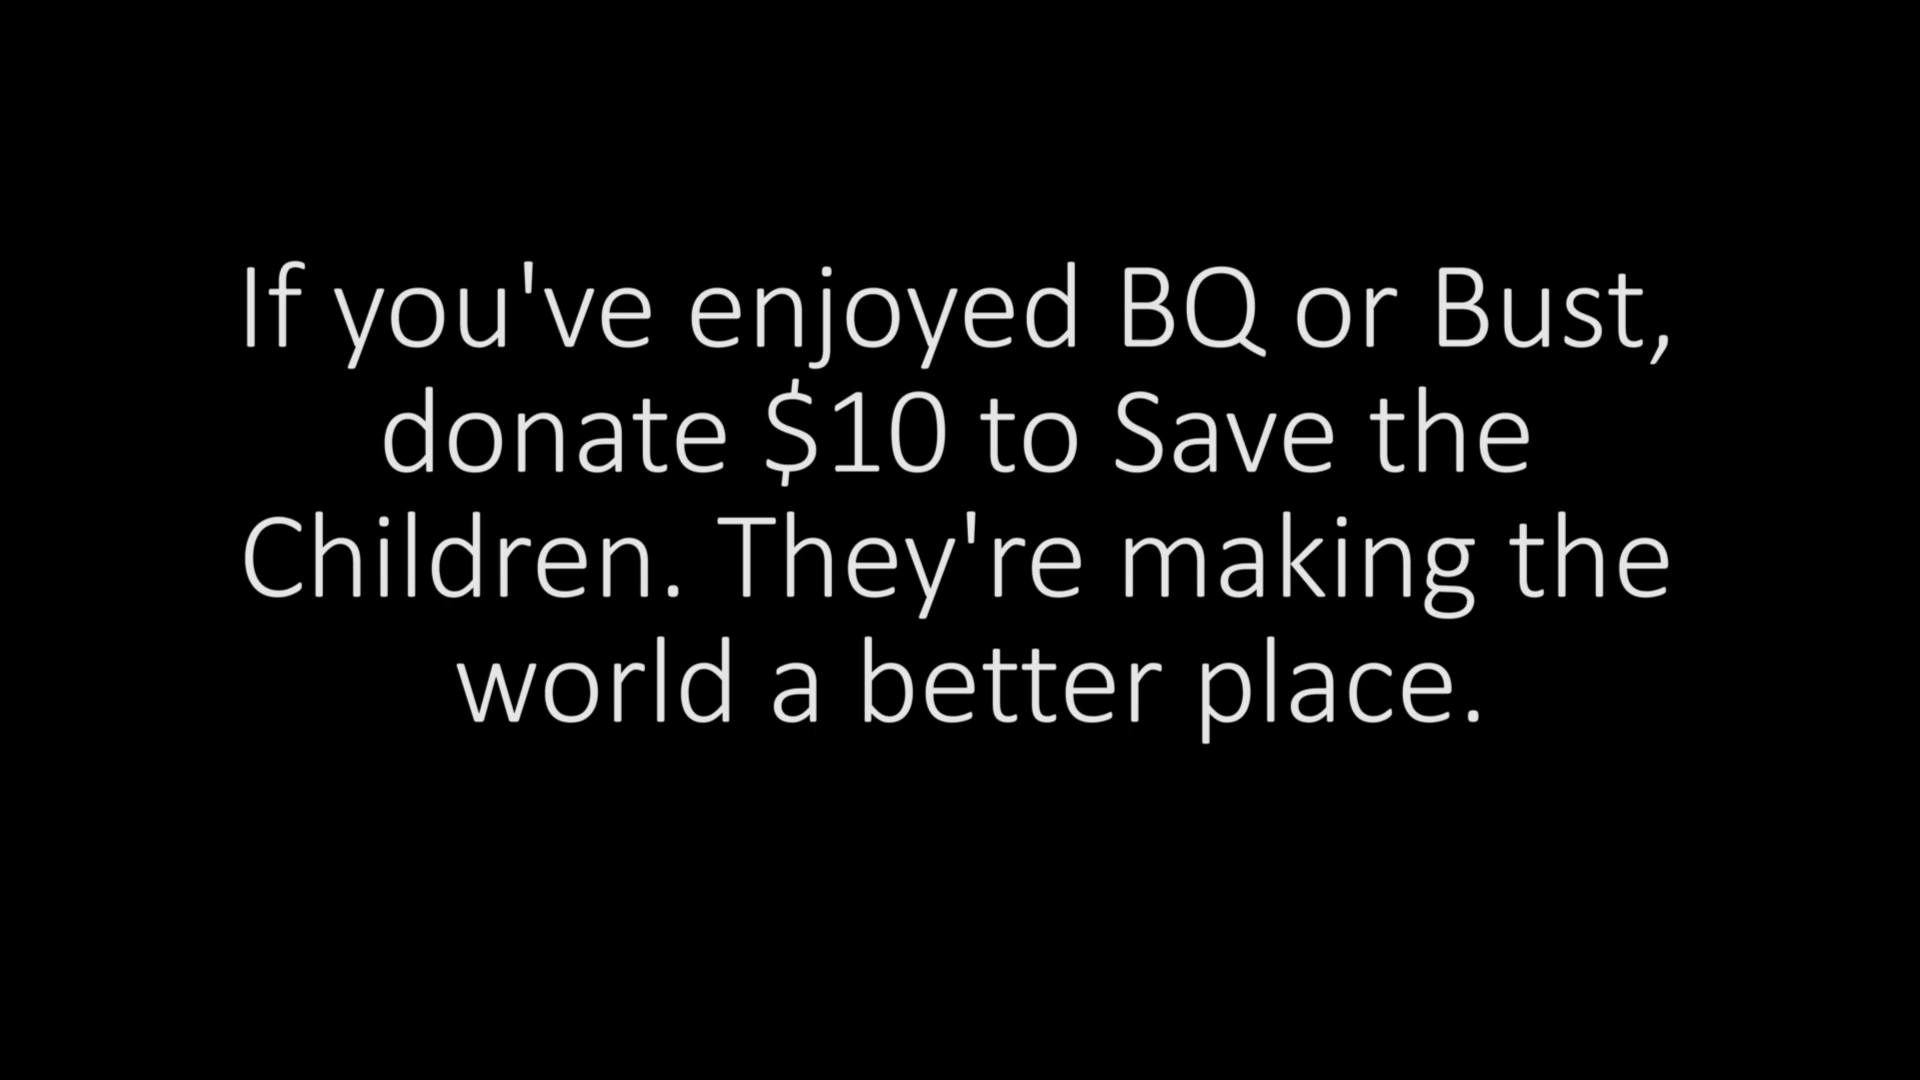 If you've enjoyed BQ or Bust,
donate $10 to Save the
Children. They're making the
world a better place.